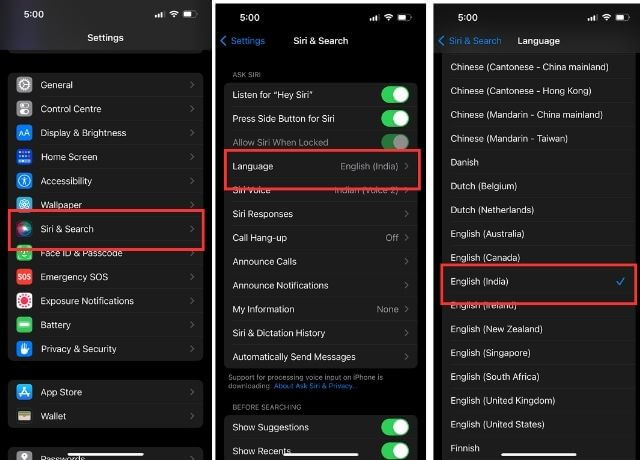 5:00
Settings
General
Control Centre
Display & Brightness
AA
Home Screen
Accessibility
Wallpaper
Siri & Search
Face ID & Passcode
SOS
Emergency SOS
Exposure Notifications
Battery
Privacy & Security
App Store
Wallet
Passwords
5:00
Settings
Siri & Search
ASK SIRI
Listen for “Hey Siri”
Press Side Button for Siri
Allow Siri When Locked
Language English (India)
Siri Voice Indian (Voice 2)
Siri Responses
Call Hang-up Off
Announce Calls
Announce Notifications
My Information None
Siri & Dictation History
Automatically Send Messages
Support for processing voice input on iPhone is
downloading. About Ask Siri & Privacy...
BEFORE SEARCHING
Show Suggestions
Show Recents
5:00
Siri & Search Language
Chinese (Cantonese - China mainland)
Chinese (Cantonese - Hong Kong)
Chinese (Mandarin - China mainland)
Chinese (Mandarin - Taiwan)
Danish
Dutch (Belgium)
Dutch (Netherlands)
English (Australia)
English (Canada)
English (India)
English (Ireland)
English (New Zealand)
English (Singapore)
English (South Africa)
English (United Kingdom)
English (United States)
Finnish